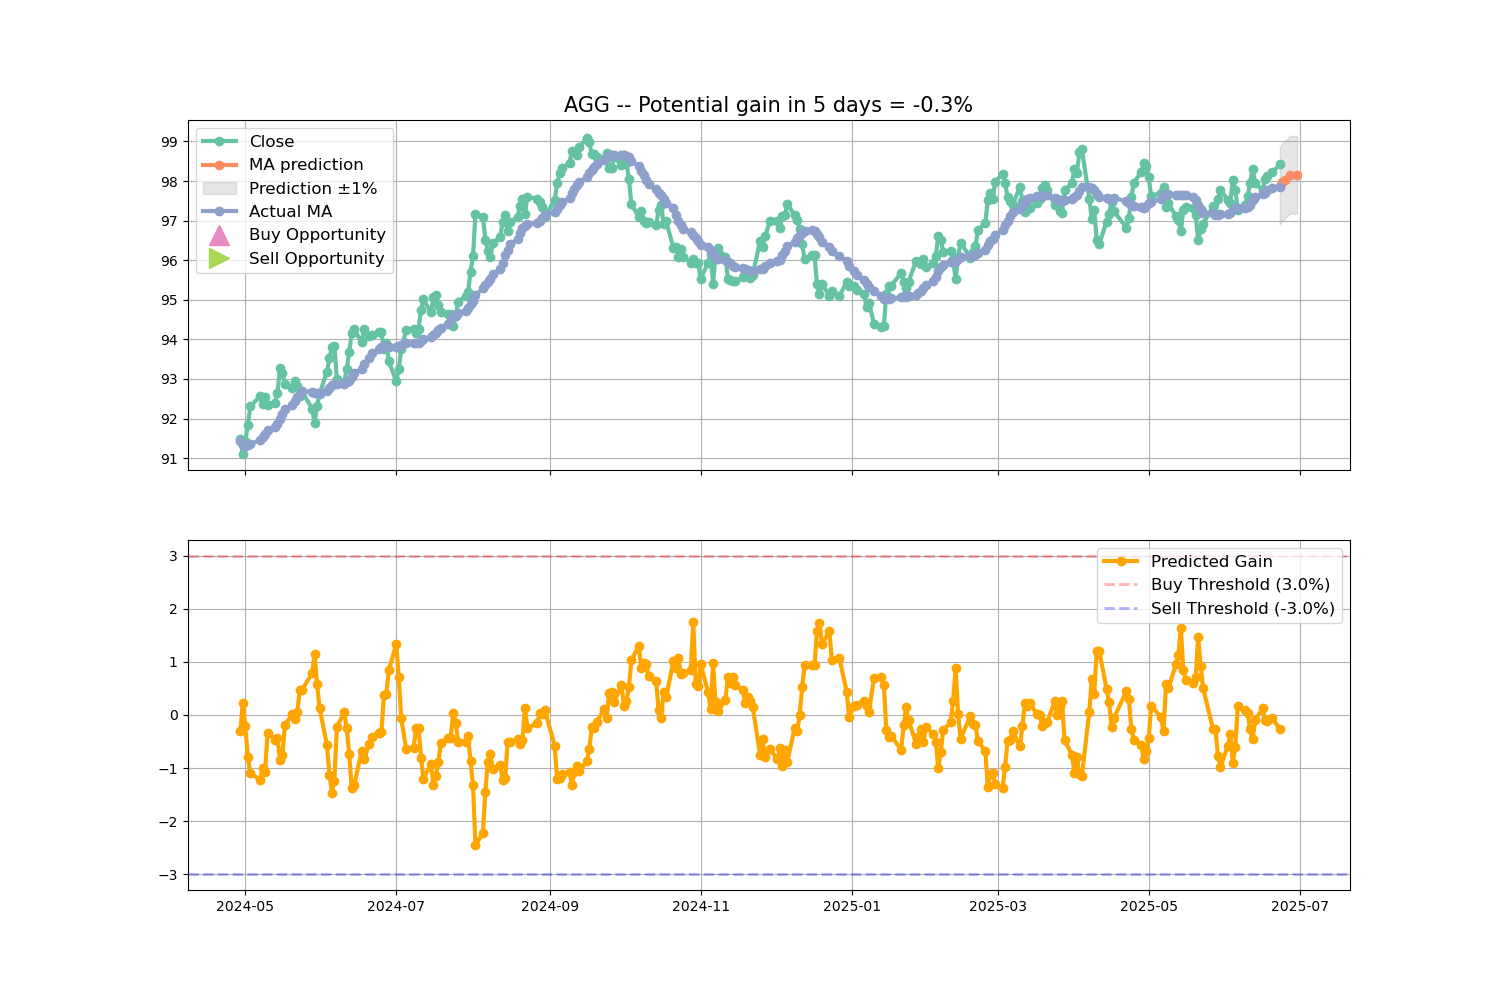 AGG -- Potential gain in 5 days = -0.3%
Close
MA prediction
Prediction ±1%
Actual MA
Buy Opportunity
Sell Opportunity
99
98
97
96
95
94
93
92
91
Predicted Gain
Buy Threshold (3.0%)
Sell Threshold (-3.0%)
3
2
1
0
−1
−2
−3
2024-05
2024-07
2024-09
2024-11
2025-01
2025-03
2025-05
2025-07